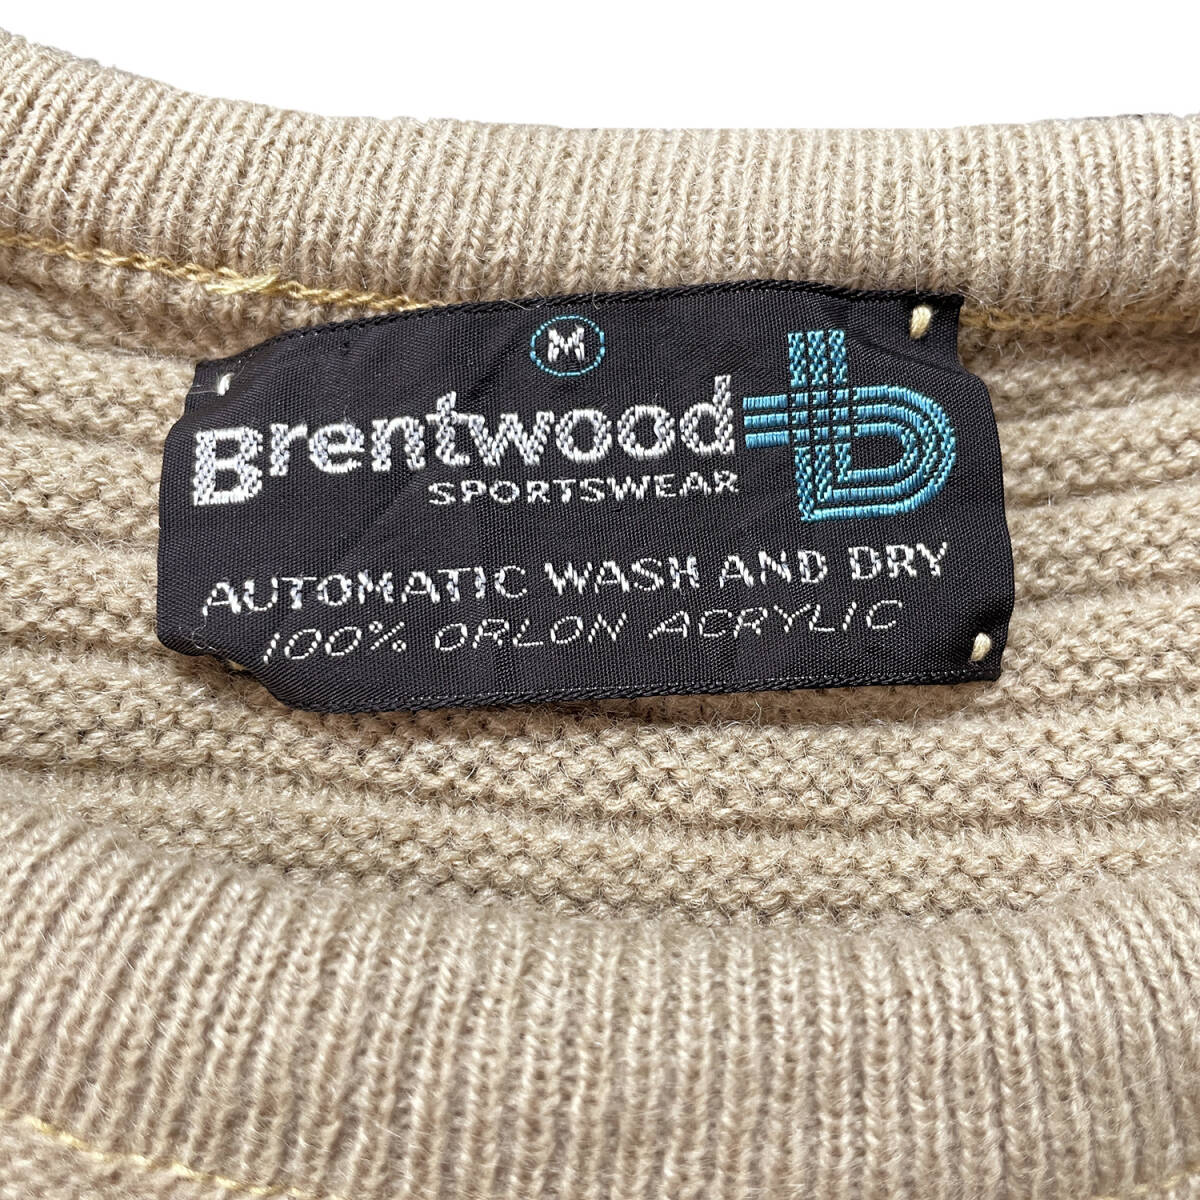 M
Brentwood
SPORTSWEAR
AUTOMATIC WASH AND DRY
100% ORLON ACRYLIC